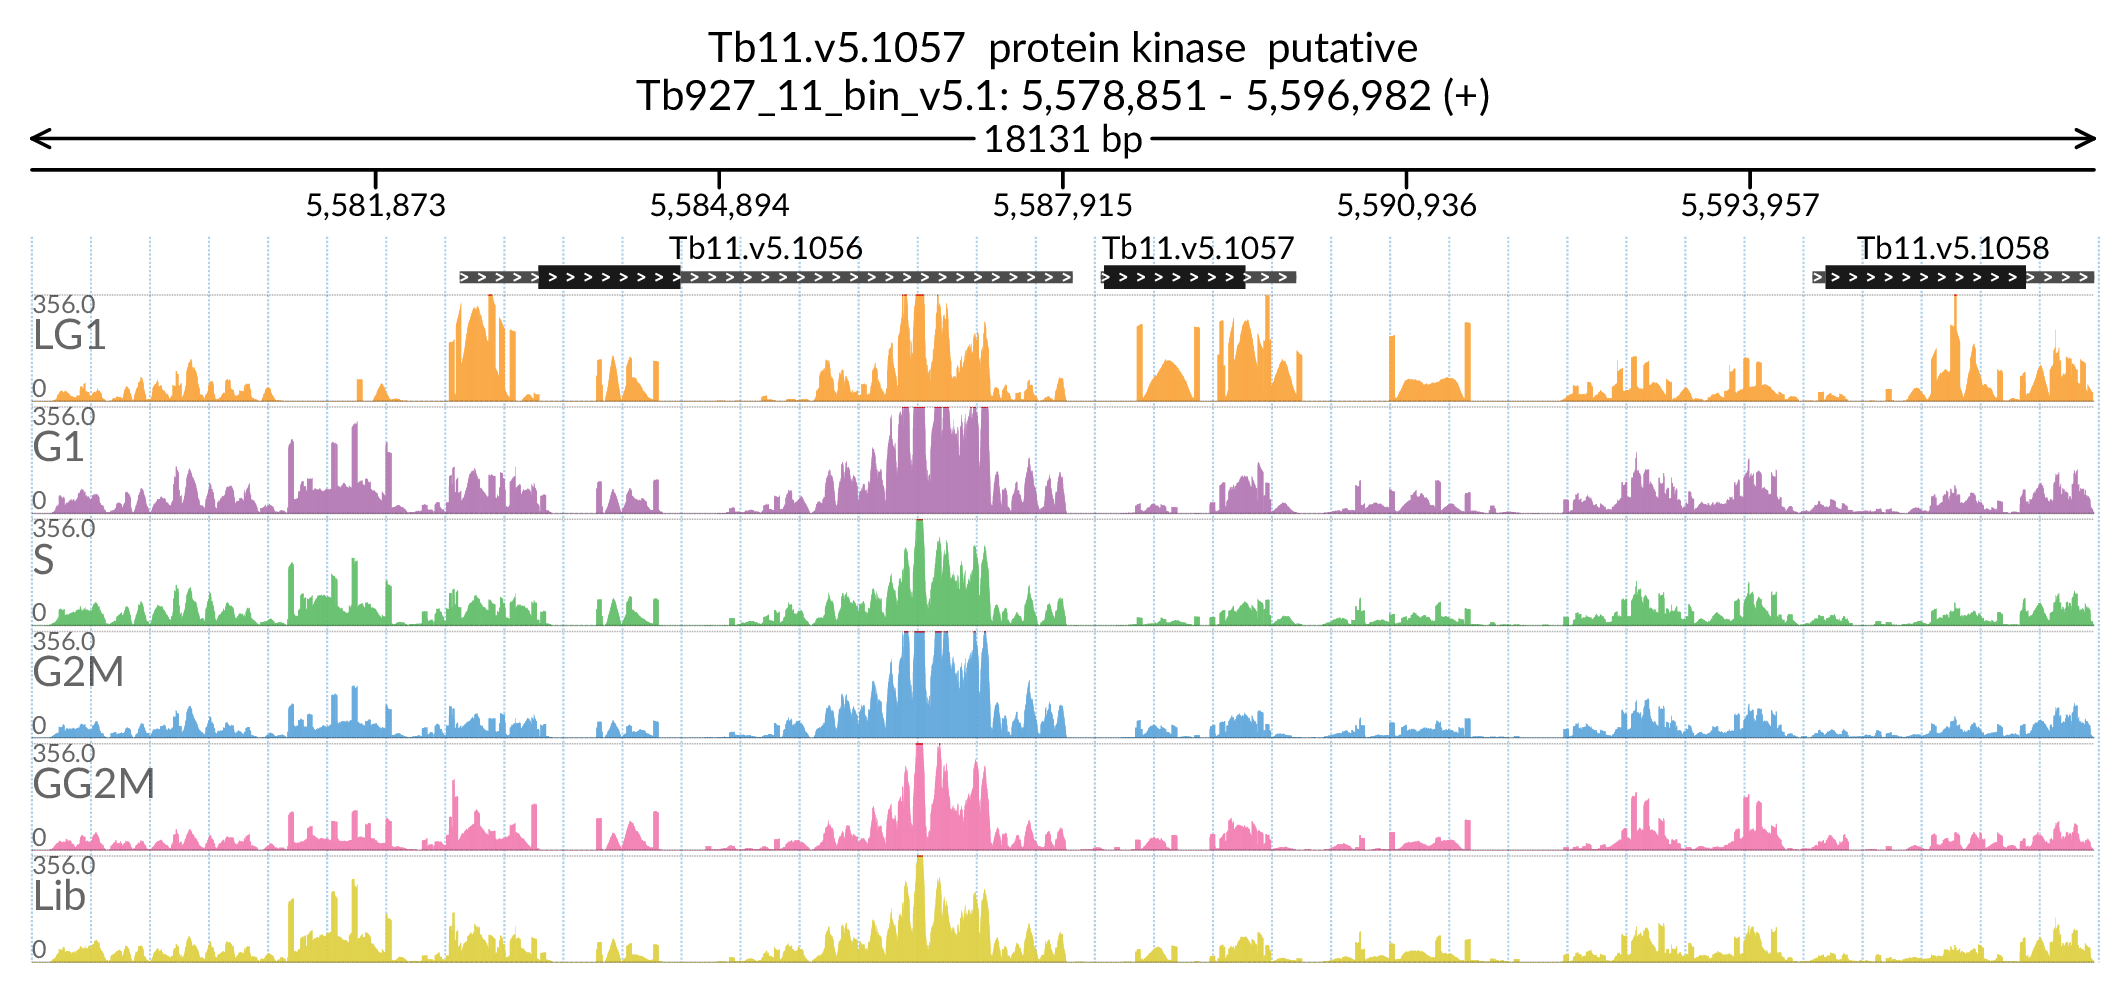 Tb11.v5.1057 protein kinase putative
Tb927_11_bin_v5.1: 5,578,851 - 5,596,982 (+)
18131 bp
5,581,873 5,584,894 5,587,915 5,590,936 5,593,957
Tb11.v5.1056 Tb11.v5.1057 Tb11.v5.1058
356.0
LG1
0
356.0
G1
0
356.0
S
0
356.0
G2M
0
356.0
GG2M
0
356.0
Lib
0